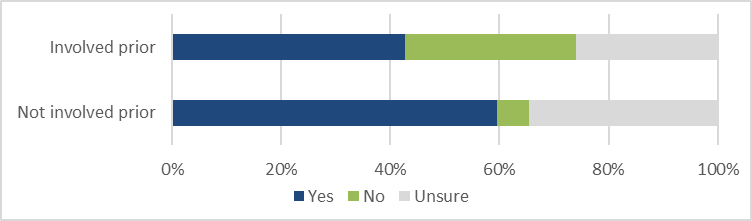 Involved prior
Not involved prior
0% 20% 40% 60% 80% 100%
Yes No Unsure